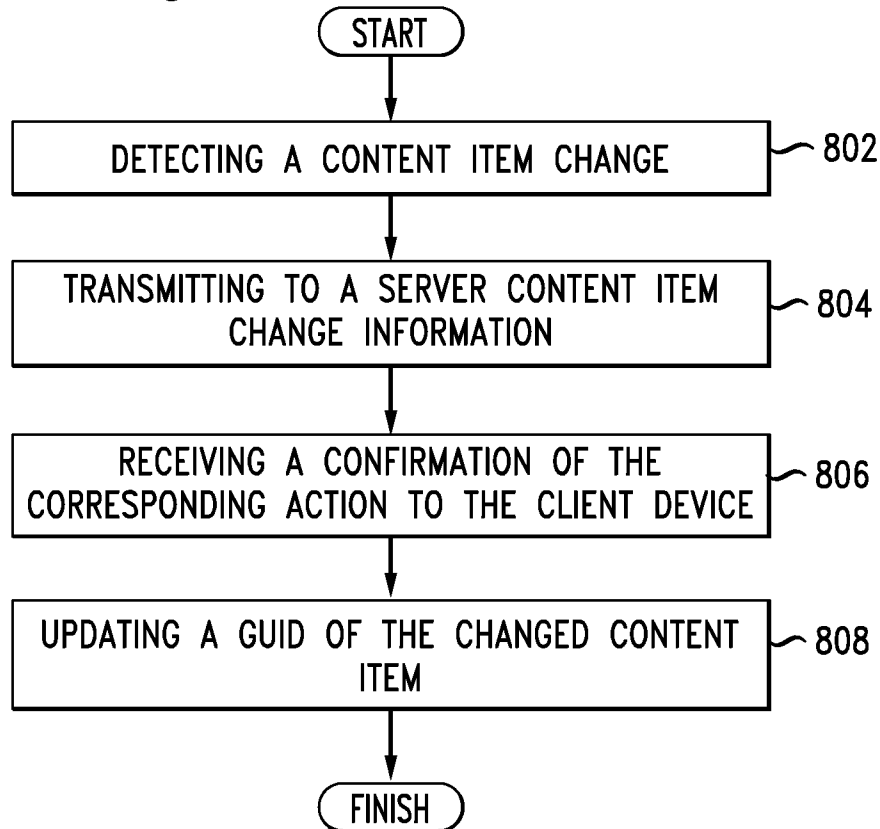 START
DETECTING A CONTENT ITEM CHANGE
802
TRANSMITTING TO A SERVER CONTENT ITEM
CHANGE INFORMATION
804
RECEIVING A CONFIRMATION OF THE
CORRESPONDING ACTION TO THE CLIENT DEVICE
806
UPDATING A GUID OF THE CHANGED CONTENT
ITEM
808
FINISH